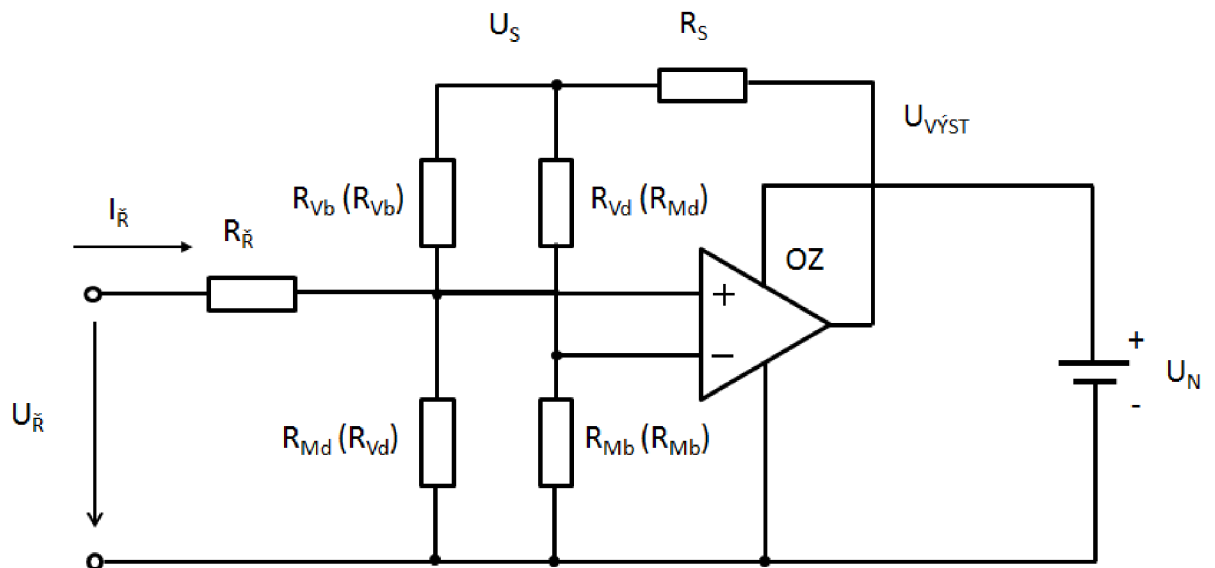 U_S
R_S
U_VÝST
R_Vb (R_Vb)
R_Vd (R_Md)
I_Ř
R_Ř
OZ
+
−
+
U_N
-
U_Ř
R_Md (R_Vd)
R_Mb (R_Mb)